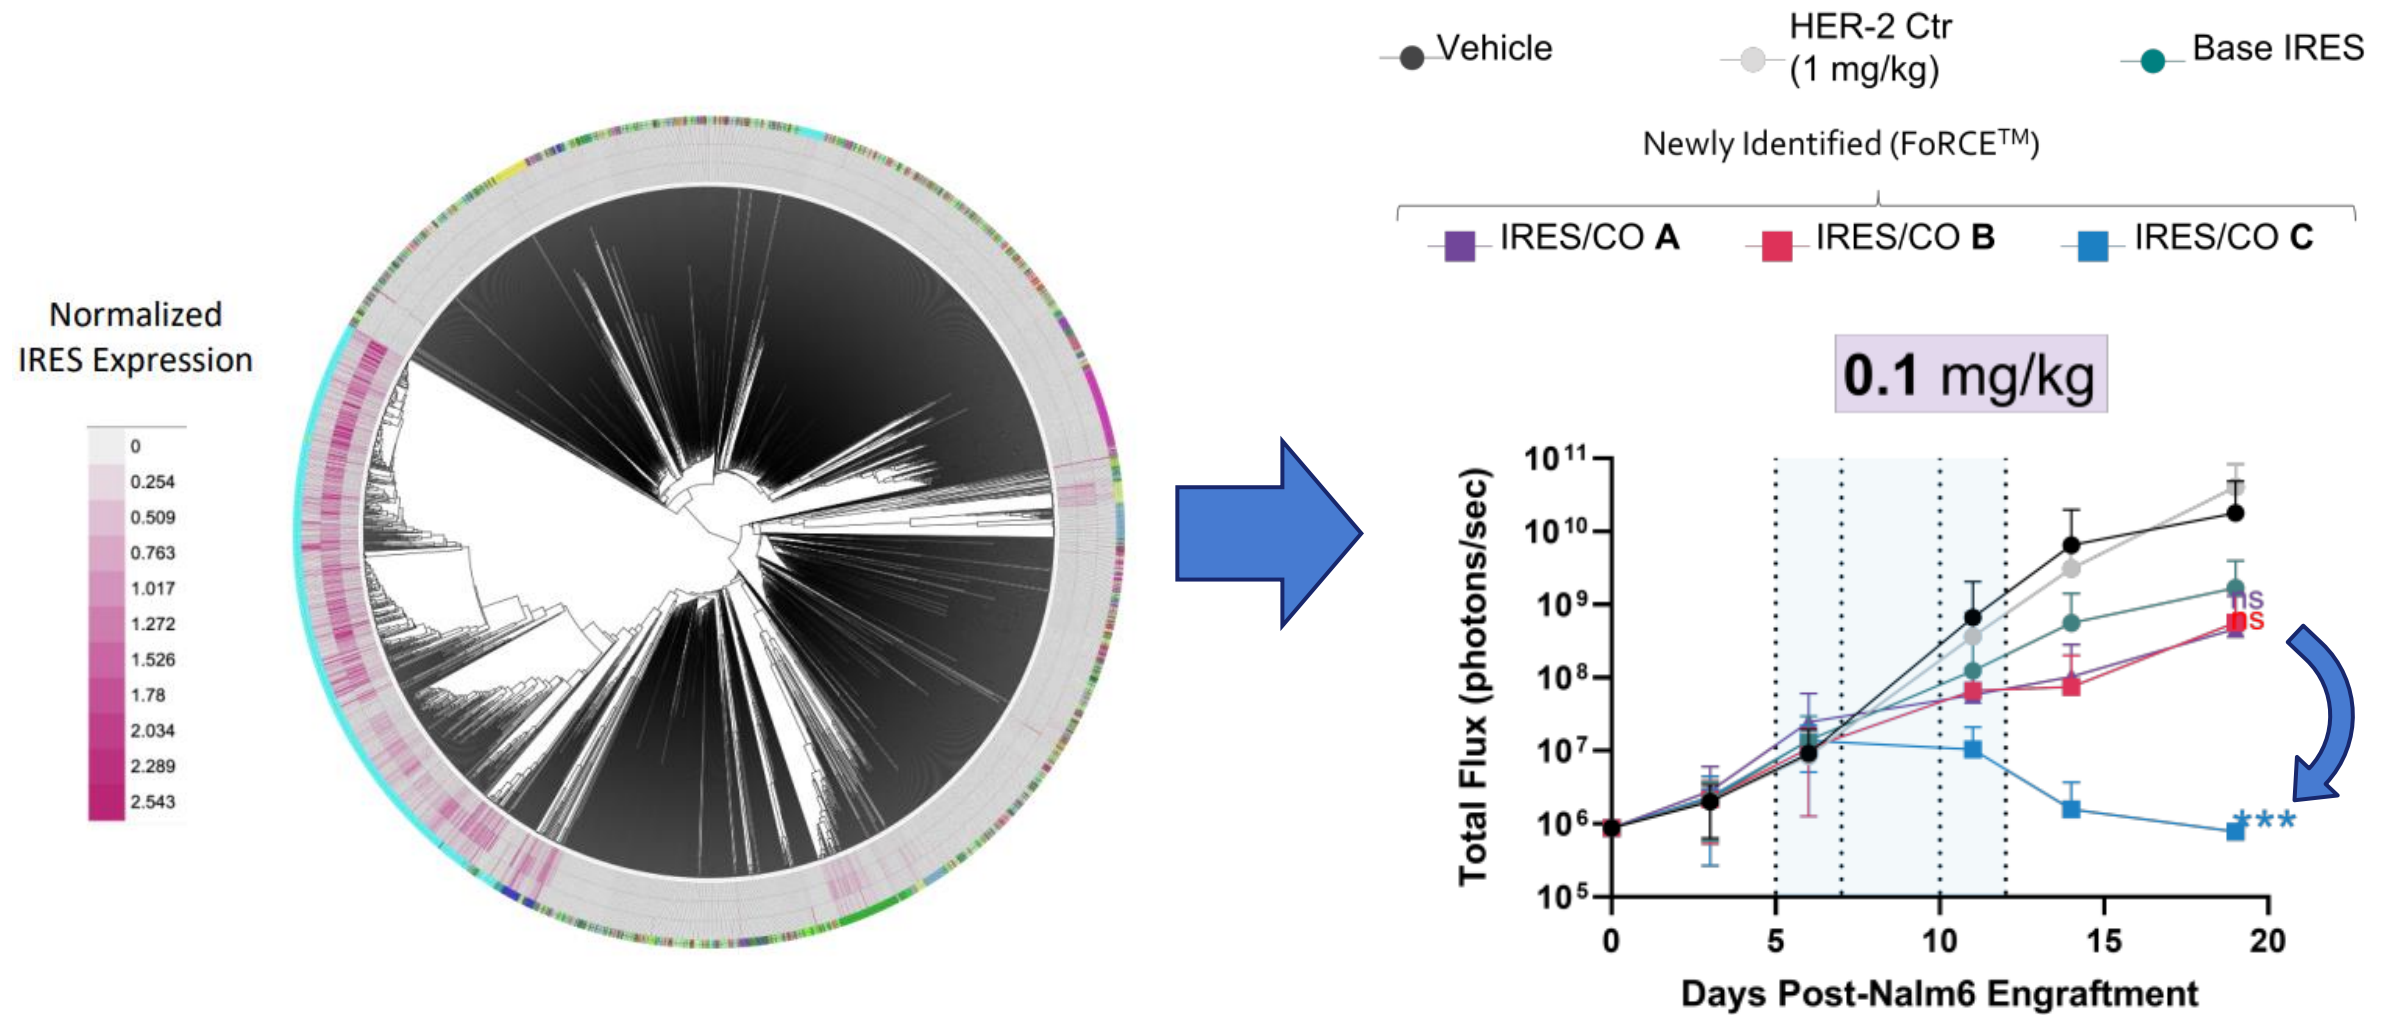 Normalized
IRES Expression
0
0.254
0.509
0.763
1.017
1.272
1.526
1.78
2.034
2.289
2.543
Vehicle
HER-2 Ctr
(1 mg/kg)
Base IRES
Newly Identified (FoRCE™)
IRES/CO A
IRES/CO B
IRES/CO C
0.1 mg/kg
Total Flux (photons/sec)
10¹¹
10¹⁰
10⁹
10⁸
10⁷
10⁶
10⁵
ns
ns
***
0 5 10 15 20
Days Post-Nalm6 Engraftment